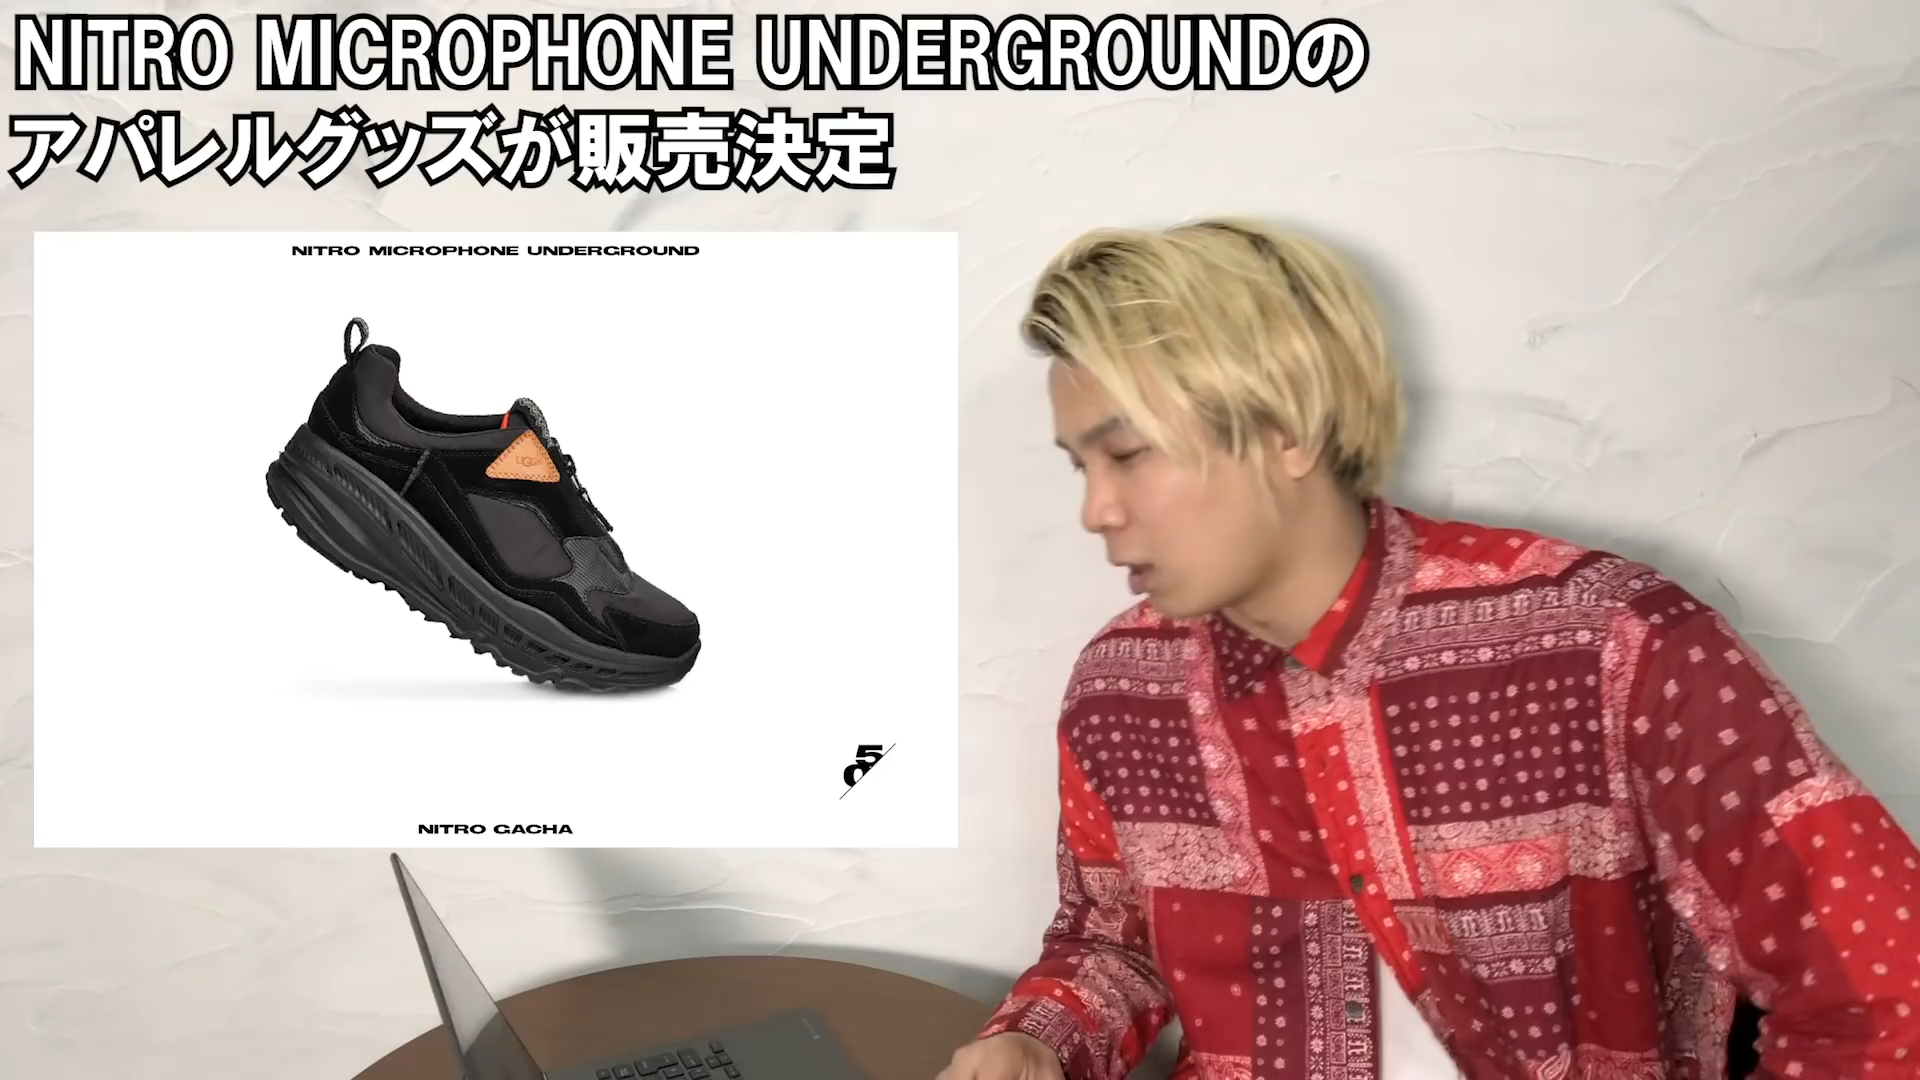 NITRO MICROPHONE UNDERGROUNDの
アパレルグッズが販売決定
NITRO MICROPHONE UNDERGROUND
UGG
NITRO GACHA